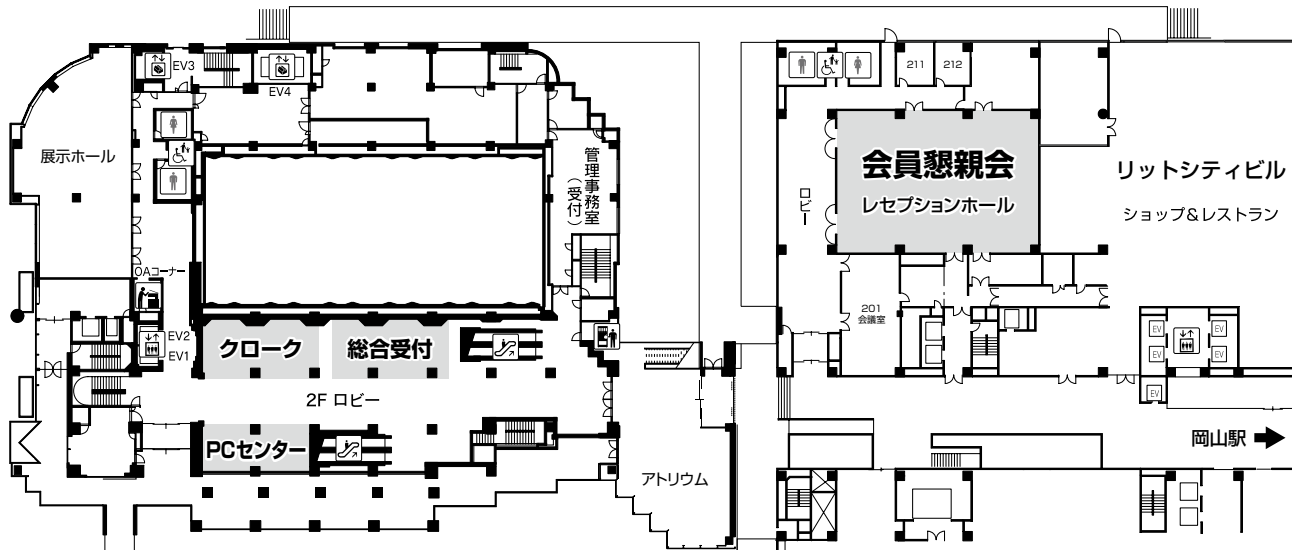 EV3
EV4
展示ホール
OAコーナー
EV2
EV1
クローク
総合受付
2F ロビー
PCセンター
管理事務室
(受付)
アトリウム
211
212
ロビー
会員懇親会
レセプションホール
201
会議室
リットシティビル
ショップ&レストラン
EV
EV
EV
EV
EV
岡山駅